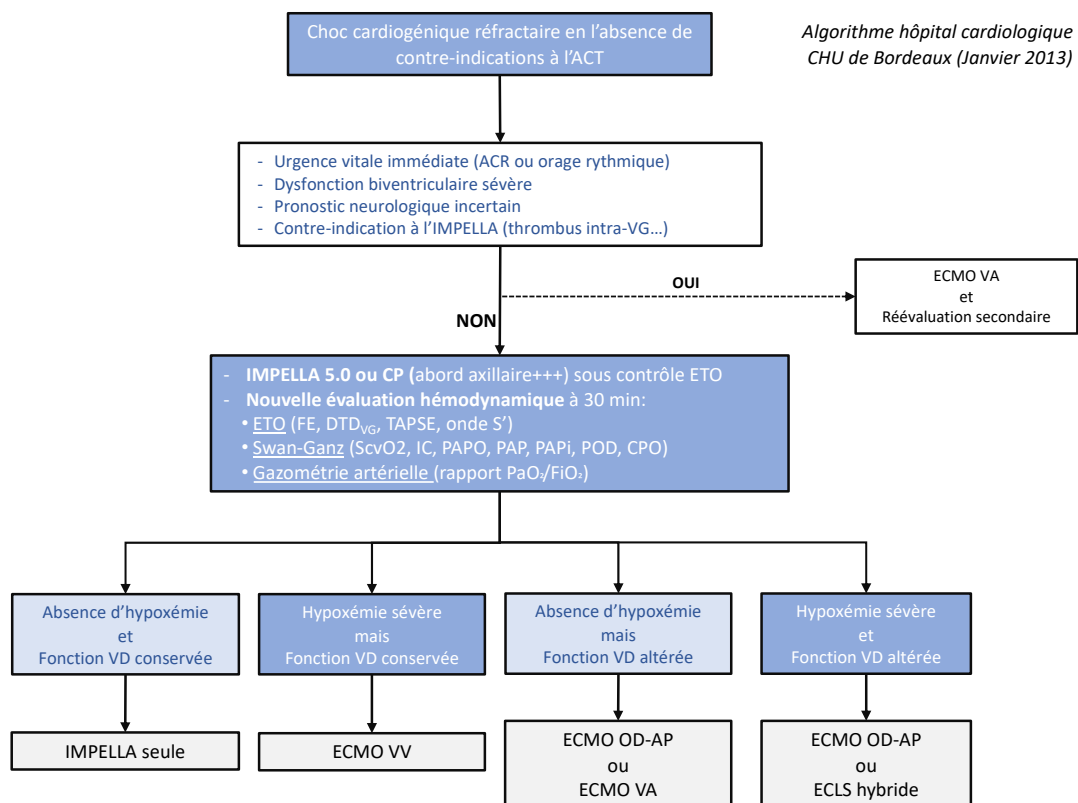 Choc cardiogénique réfractaire en l’absence de
contre-indications à l’ACT
Algorithme hôpital cardiologique
CHU de Bordeaux (Janvier 2013)
- Urgence vitale immédiate (ACR ou orage rythmique)
- Dysfonction biventriculaire sévère
- Pronostic neurologique incertain
- Contre-indication à l’IMPELLA (thrombus intra-VG…)
OUI
ECMO VA
et
Réévaluation secondaire
NON
- IMPELLA 5.0 ou CP (abord axillaire+++) sous contrôle ETO
- Nouvelle évaluation hémodynamique à 30 min:
• ETO (FE, DTDVG, TAPSE, onde S’)
• Swan-Ganz (ScvO2, IC, PAPO, PAP, PAPi, POD, CPO)
• Gazométrie artérielle (rapport PaO₂/FiO₂)
Absence d’hypoxémie
et
Fonction VD conservée
Hypoxémie sévère
mais
Fonction VD conservée
Absence d’hypoxémie
mais
Fonction VD altérée
Hypoxémie sévère
et
Fonction VD altérée
IMPELLA seule
ECMO VV
ECMO OD-AP
ou
ECMO VA
ECMO OD-AP
ou
ECLS hybride